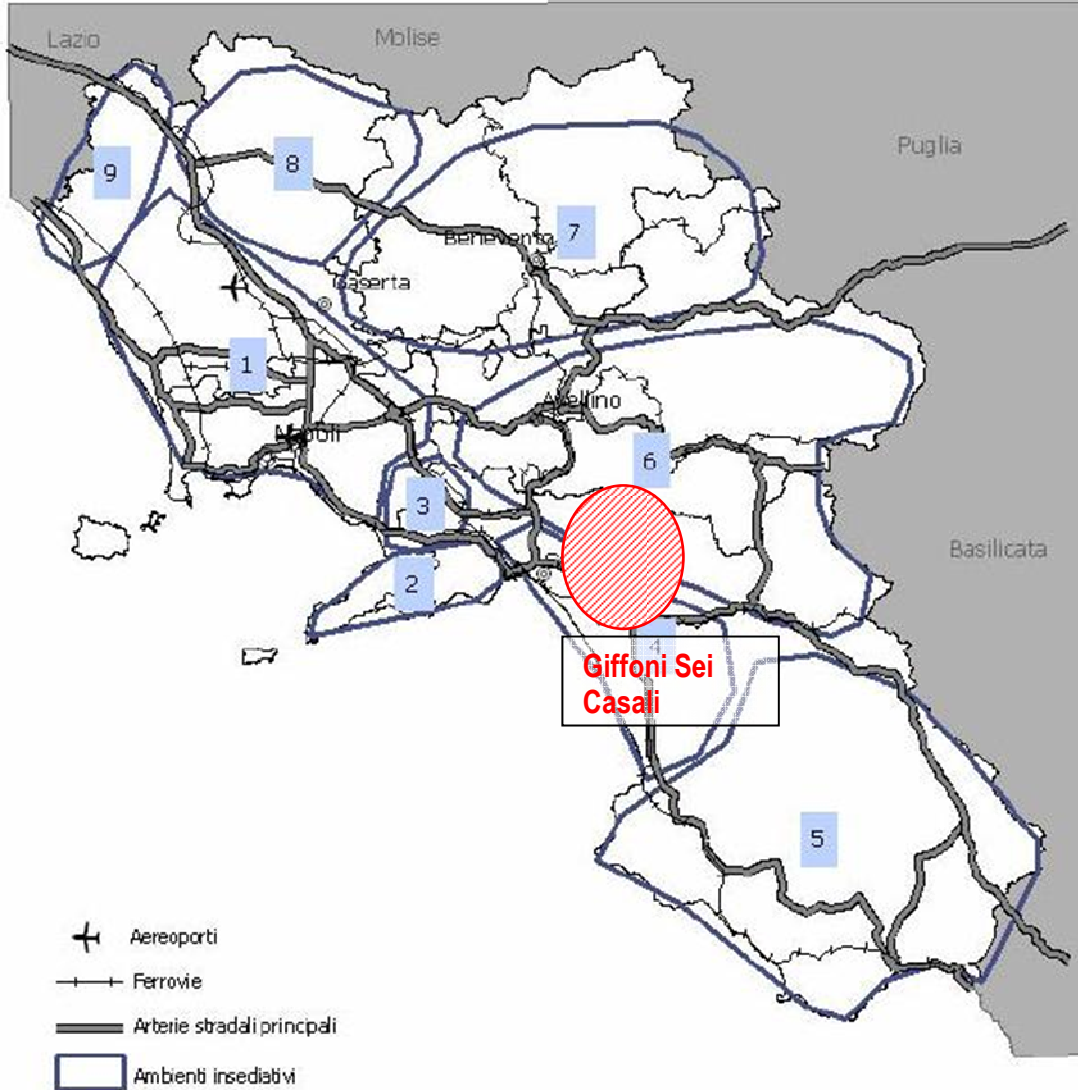 Lazio
Molise
Puglia
9
8
7
Benevento
Caserta
1
Avellino
Napoli
6
3
Basilicata
2
4
Giffoni Sei
Casali
5
Aereoporti
Ferrovie
Arterie stradali principali
Ambienti insediativi